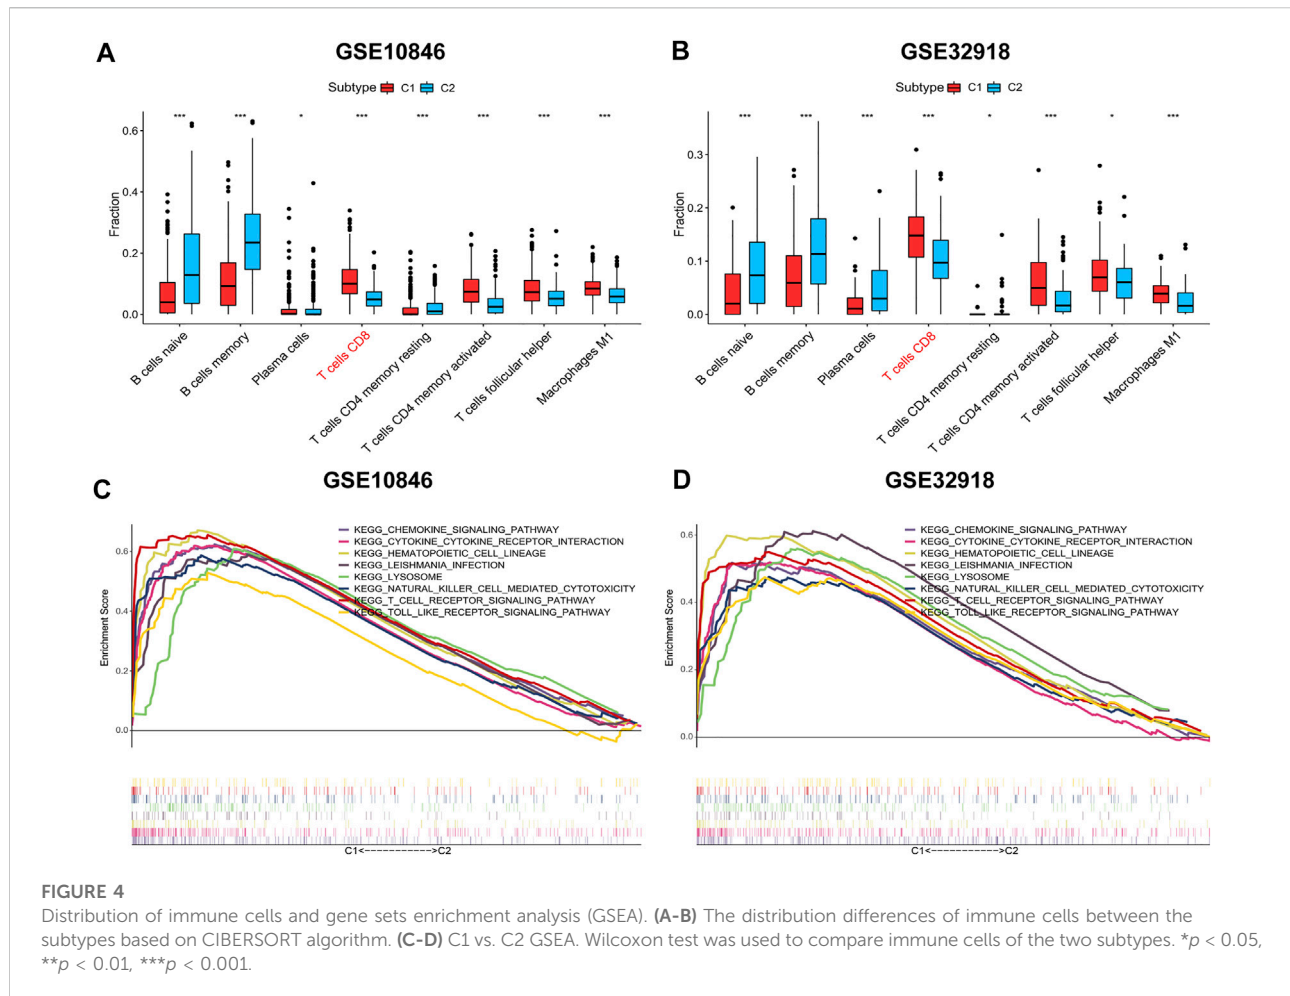 A
GSE10846
Subtype C1 C2
*** *** * *** *** *** *** ***
Fraction
0.6
0.4
0.2
0.0
B cells naive
B cells memory
Plasma cells
T cells CD8
T cells CD4 memory resting
T cells CD4 memory activated
T cells follicular helper
Macrophages M1
B
GSE32918
Subtype C1 C2
*** *** *** *** * *** * ***
Fraction
0.3
0.2
0.1
0.0
B cells naive
B cells memory
Plasma cells
T cells CD8
T cells CD4 memory resting
T cells CD4 memory activated
T cells follicular helper
Macrophages M1
C
GSE10846
KEGG_CHEMOKINE_SIGNALING_PATHWAY
KEGG_CYTOKINE_CYTOKINE_RECEPTOR_INTERACTION
KEGG_HEMATOPOIETIC_CELL_LINEAGE
KEGG_LEISHMANIA_INFECTION
KEGG_LYSOSOME
KEGG_NATURAL_KILLER_CELL_MEDIATED_CYTOTOXICITY
KEGG_T_CELL_RECEPTOR_SIGNALING_PATHWAY
KEGG_TOLL_LIKE_RECEPTOR_SIGNALING_PATHWAY
Enrichment Score
0.6
0.4
0.2
0.0
C1<----------->C2
D
GSE32918
KEGG_CHEMOKINE_SIGNALING_PATHWAY
KEGG_CYTOKINE_CYTOKINE_RECEPTOR_INTERACTION
KEGG_HEMATOPOIETIC_CELL_LINEAGE
KEGG_LEISHMANIA_INFECTION
KEGG_LYSOSOME
KEGG_NATURAL_KILLER_CELL_MEDIATED_CYTOTOXICITY
KEGG_T_CELL_RECEPTOR_SIGNALING_PATHWAY
KEGG_TOLL_LIKE_RECEPTOR_SIGNALING_PATHWAY
Enrichment Score
0.6
0.4
0.2
0.0
C1<----------->C2
FIGURE 4
Distribution of immune cells and gene sets enrichment analysis (GSEA). (A-B) The distribution differences of immune cells between the
subtypes based on CIBERSORT algorithm. (C-D) C1 vs. C2 GSEA. Wilcoxon test was used to compare immune cells of the two subtypes. *p < 0.05,
**p < 0.01, ***p < 0.001.